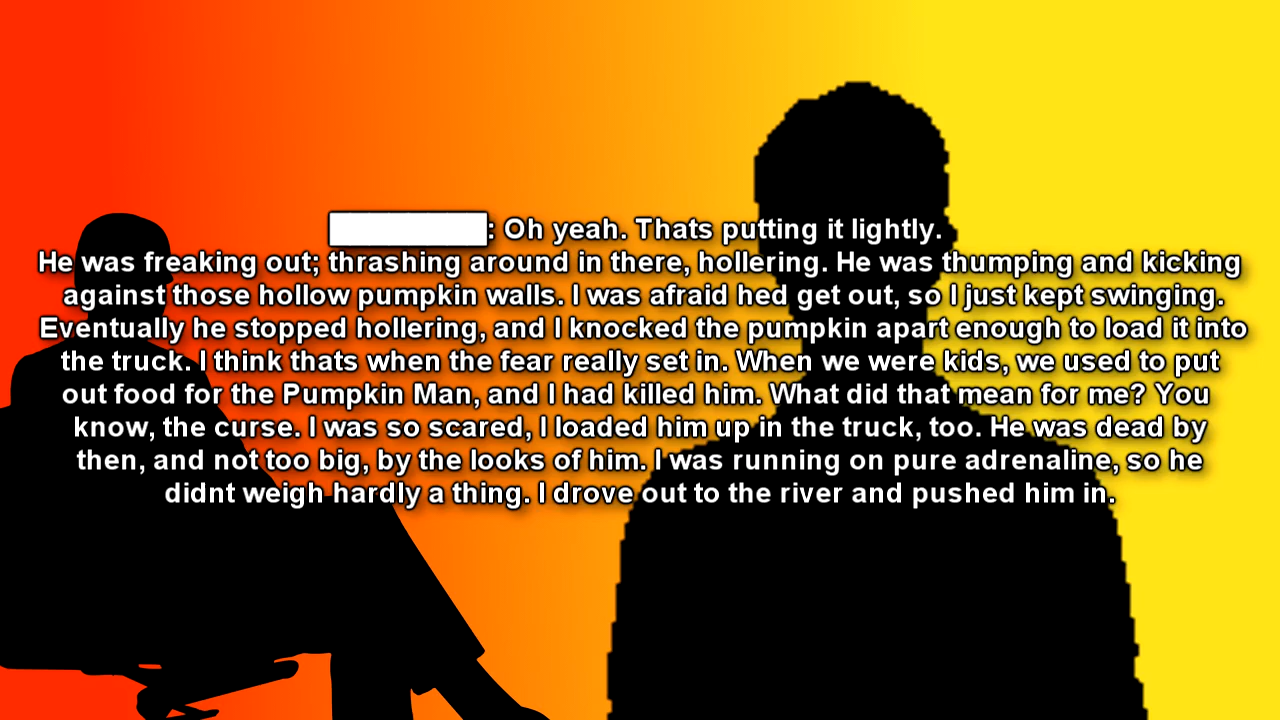 : Oh yeah. Thats putting it lightly.
He was freaking out; thrashing around in there, hollering. He was thumping and kicking
against those hollow pumpkin walls. I was afraid hed get out, so I just kept swinging.
Eventually he stopped hollering, and I knocked the pumpkin apart enough to load it into
the truck. I think thats when the fear really set in. When we were kids, we used to put
out food for the Pumpkin Man, and I had killed him. What did that mean for me? You
know, the curse. I was so scared, I loaded him up in the truck, too. He was dead by
then, and not too big, by the looks of him. I was running on pure adrenaline, so he
didnt weigh hardly a thing. I drove out to the river and pushed him in.